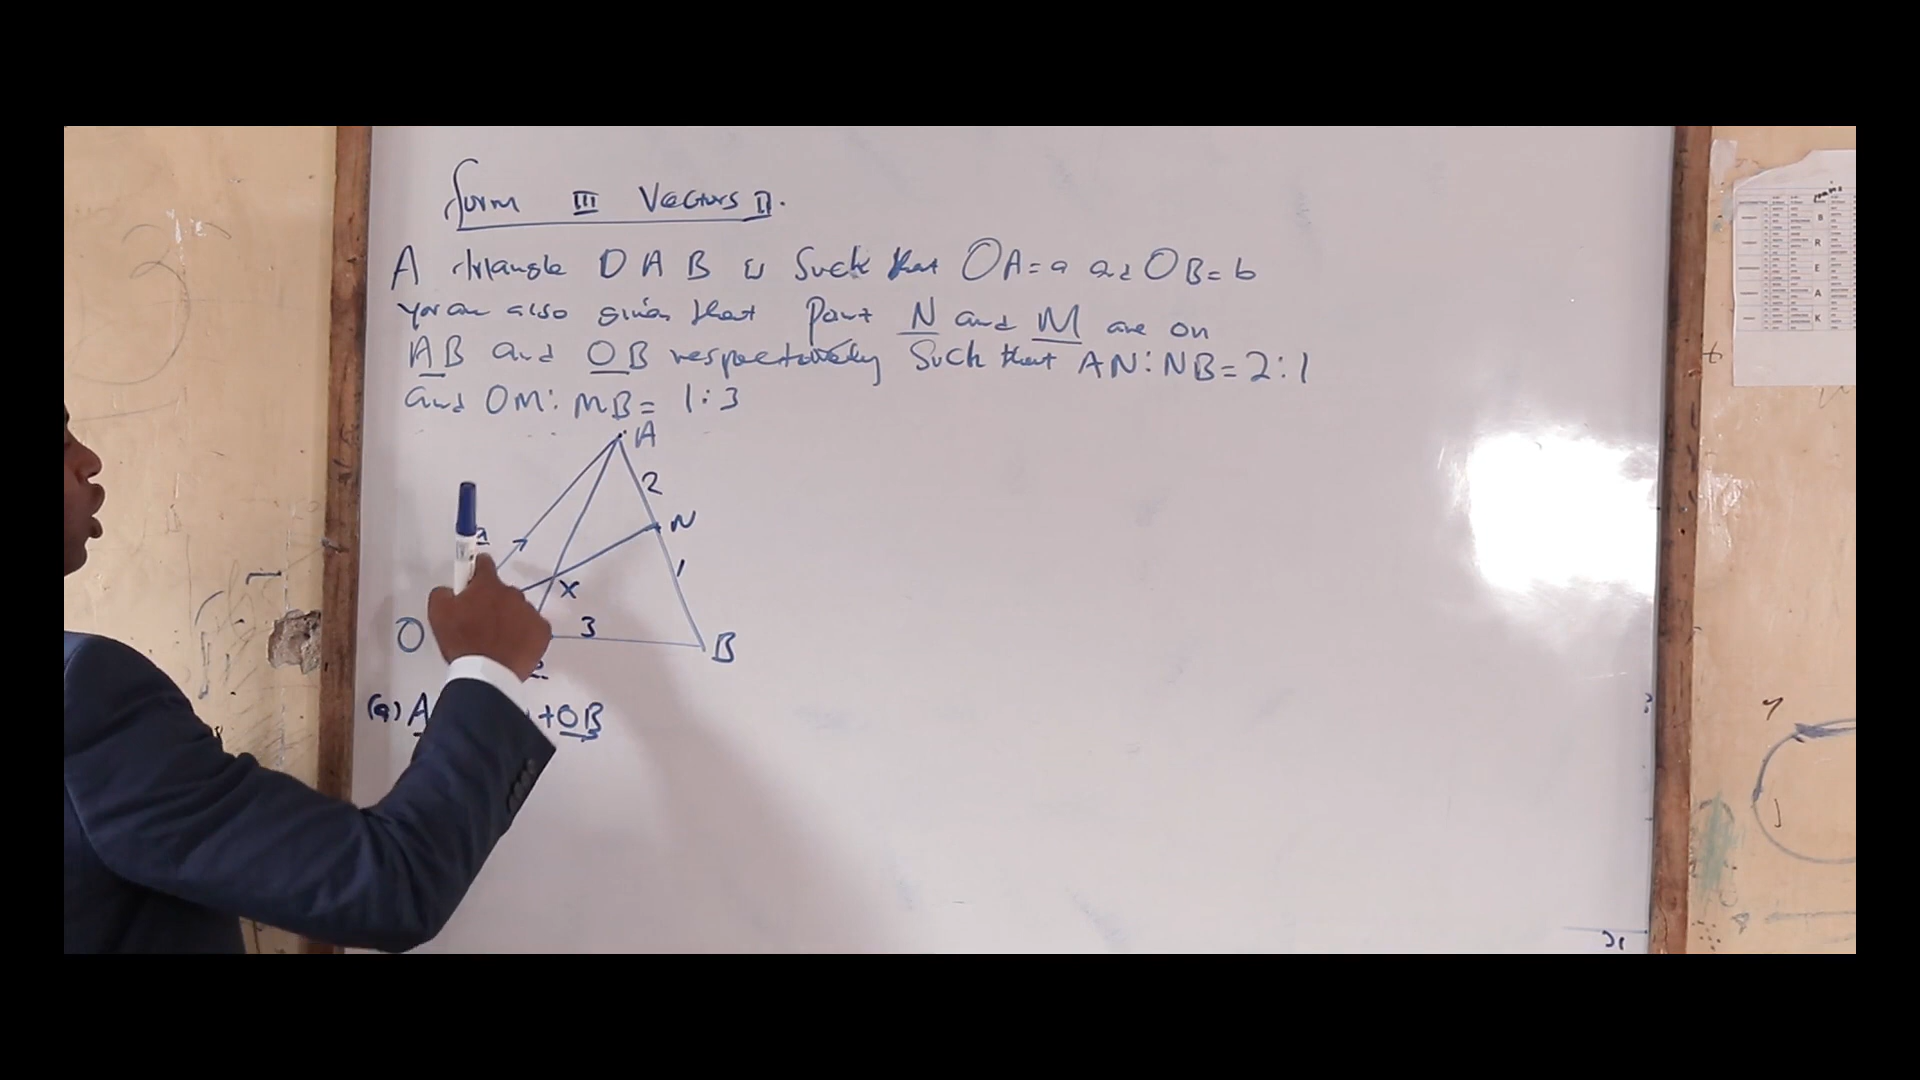 form III Vectors II.
A triangle OAB is such that OA = a and OB = b
you are also given that point N and M are on
AB and OB respectively such that AN:NB = 2:1
and OM:MB = 1:3
A
2
N
a
1
X
O
3
B
(a) A + OB
B
R
E
A
K